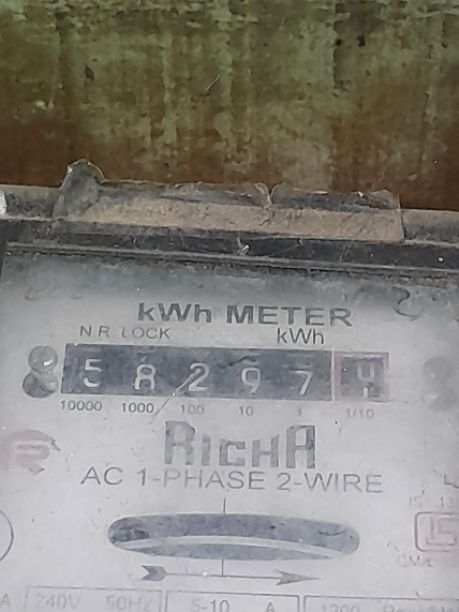 kWh METER
N.R. LOCK kWh
5 8 2 9 7 4
10000 1000 100 10 1 1/10
RICHA
AC 1-PHASE 2-WIRE
240V 50Hz 5-10 A